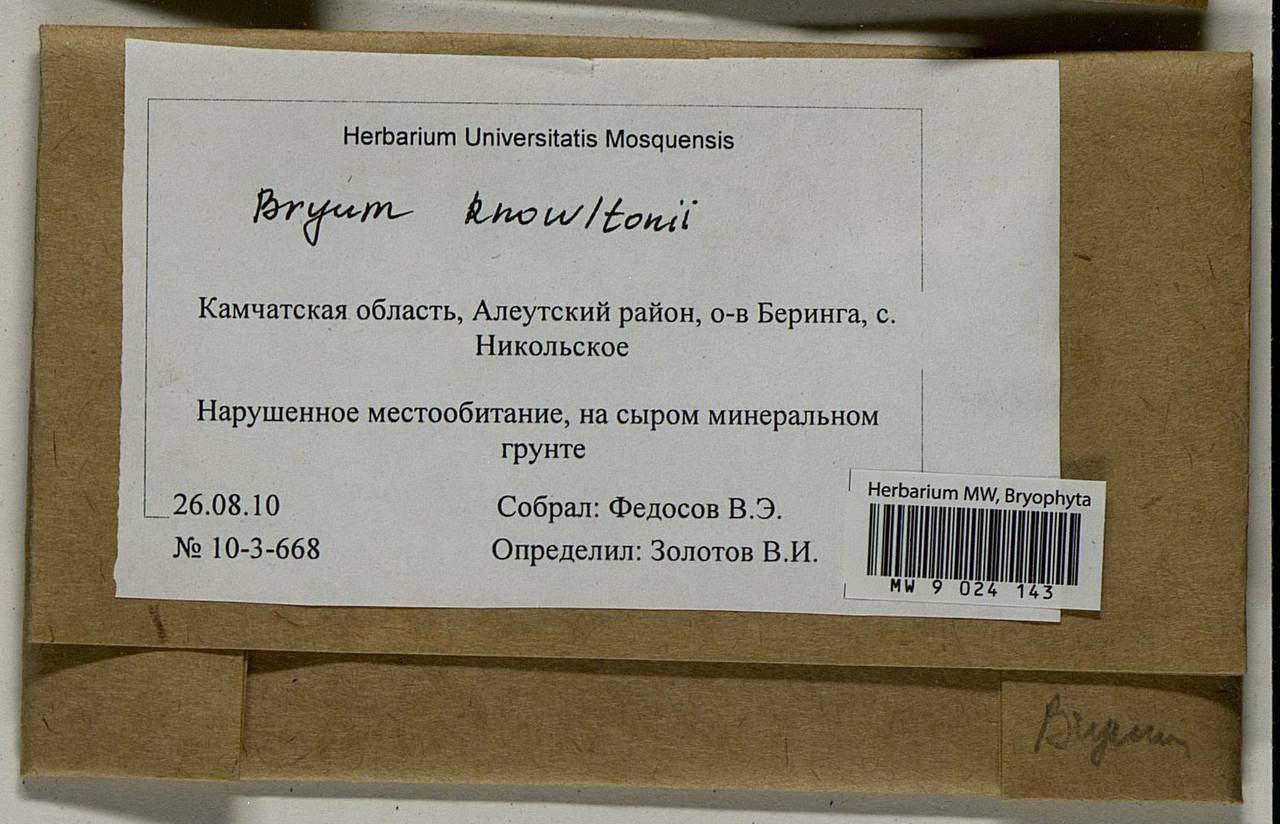 Herbarium Universitatis Mosquensis
Bryum knowltonii
Камчатская область, Алеутский район, о-в Беринга, с.
Никольское
Нарушенное местообитание, на сыром минеральном
грунте
26.08.10 Собрал: Федосов В.Э.
№ 10-3-668 Определил: Золотов В.И.
Herbarium MW, Bryophyta
MW 9 024 143
Bryum